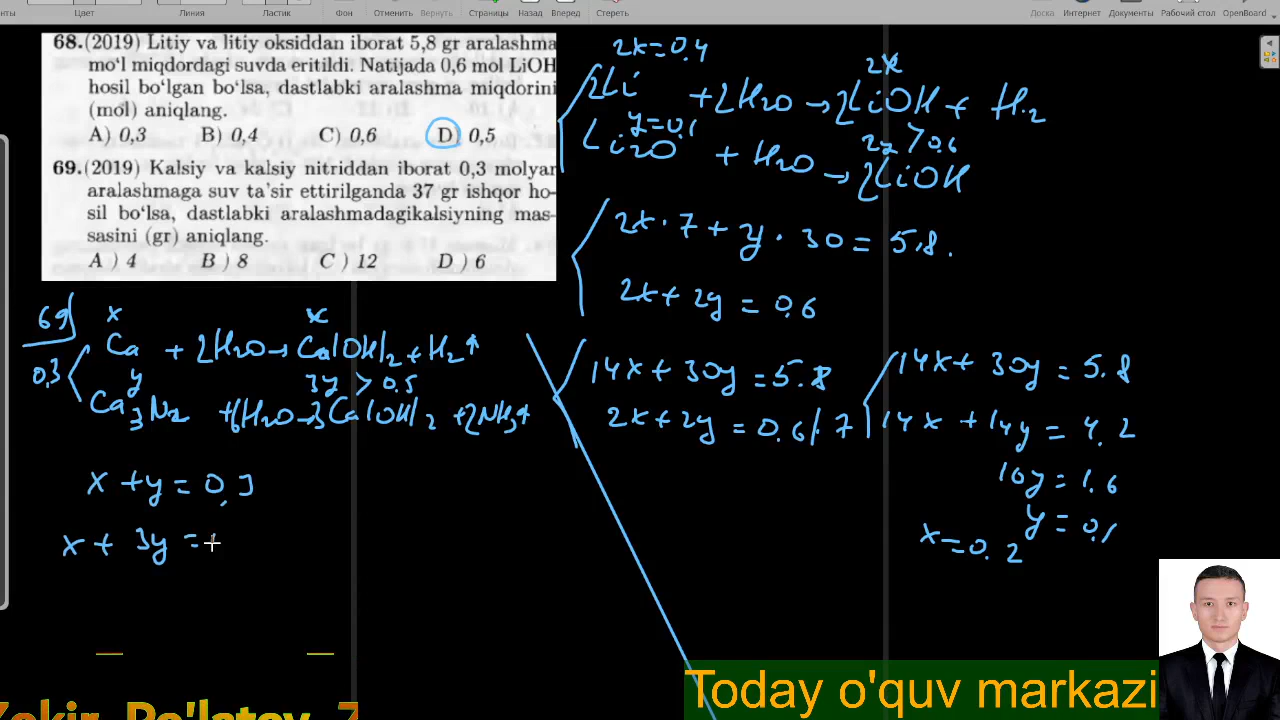 Цвет Линия Ластик Фон Отменить Вернуть Страницы Назад Вперед Стереть Доска Интернет Документы Рабочий стол OpenBoard
68.(2019) Litiy va litiy oksiddan iborat 5,8 gr aralashma
mo'l miqdordagi suvda eritildi. Natijada 0,6 mol LiOH
hosil bo'lgan bo'lsa, dastlabki aralashma miqdorini
(mol) aniqlang.
A) 0,3 B) 0,4 C) 0,6 D) 0,5
69.(2019) Kalsiy va kalsiy nitriddan iborat 0,3 molyar
aralashmaga suv ta'sir ettirilganda 37 gr ishqor ho-
sil bo'lsa, dastlabki aralashmadagikalsiyning mas-
sasini (gr) aniqlang.
A ) 4 B ) 8 C ) 12 D ) 6
2x=0.4 2x
2Li + 2H2O → 2LiOH + H2
y=0.1 2y > 0.6
Li2O + H2O → 2LiOH
2x · 7 + y · 30 = 5.8.
2x + 2y = 0.6
14x + 30y = 5.8
2x + 2y = 0.6 |· 7
14x + 30y = 5.8
14x + 14y = 4.2
16y = 1.6
y = 0.1
x = 0.2
69
x x
Ca + 2H2O → Ca(OH)2 + H2↑
0.3 y 3y > 0.5
Ca3N2 + 6H2O → 3Ca(OH)2 + 2NH3↑
x + y = 0,3
x + 3y =
Today o'quv markazi